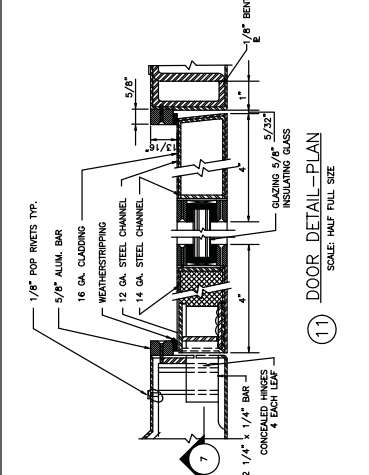 1/8" POP RIVETS TYP.
5/8" ALUM. BAR
16 GA. CLADDING
WEATHERSTRIPPING
12 GA. STEEL CHANNEL
14 GA. STEEL CHANNEL
13/16"
5/8"
1/8" BENT
PL
1"
5/32"
4"
GLAZING 5/8"
INSULATING GLASS
4"
2 1/4" x 1/4" BAR
CONCEALED HINGES
4 EACH LEAF
7
11
DOOR DETAIL-PLAN
SCALE: HALF FULL SIZE